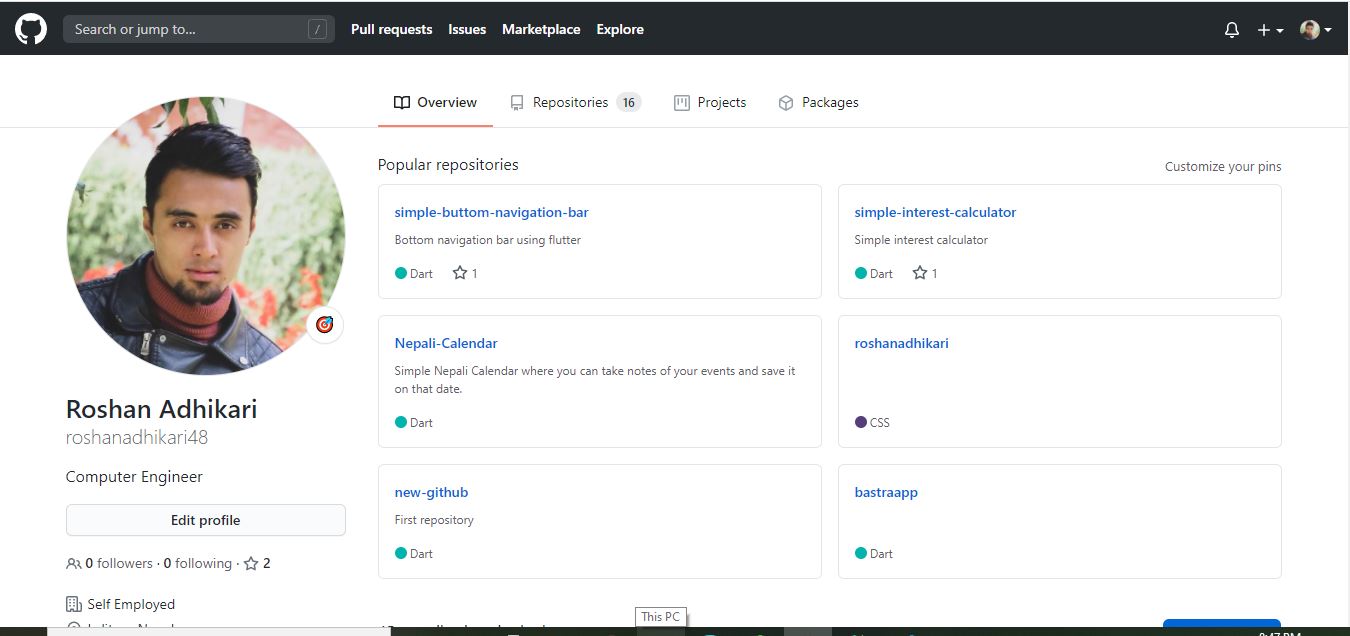 Search or jump to... /
Pull requests Issues Marketplace Explore
Overview Repositories 16 Projects Packages
Popular repositories
Customize your pins
simple-buttom-navigation-bar
Bottom navigation bar using flutter
Dart 1
simple-interest-calculator
Simple interest calculator
Dart 1
Nepali-Calendar
Simple Nepali Calendar where you can take notes of your events and save it
on that date.
Dart
roshanadhikari
CSS
new-github
First repository
Dart
bastraapp
Dart
Roshan Adhikari
roshanadhikari48
Computer Engineer
Edit profile
0 followers · 0 following · 2
Self Employed
This PC